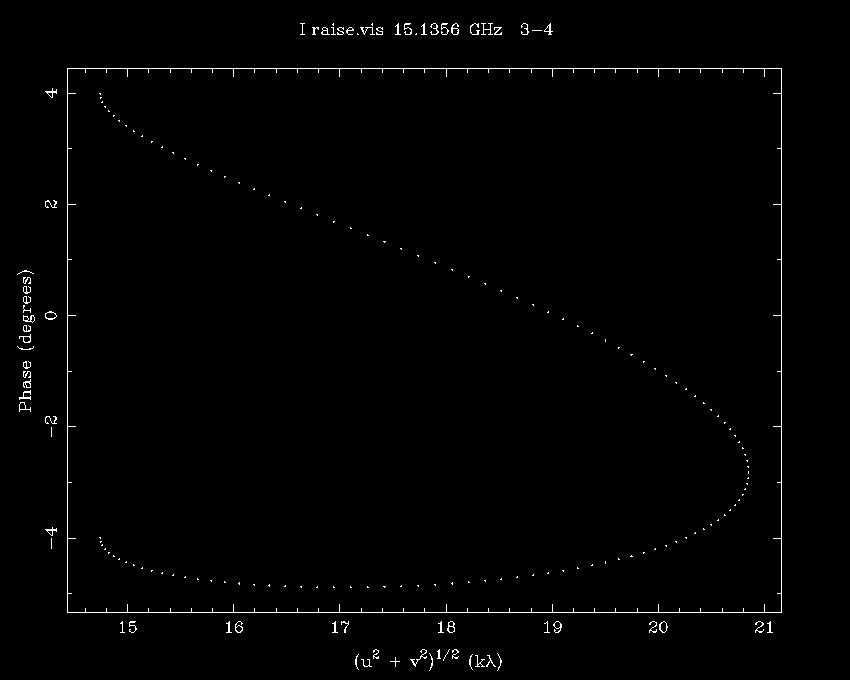 I raise.vis 15.1356 GHz 3-4
4
2
0
-2
-4
Phase (degrees)
15 16 17 18 19 20 21
(u² + v²)^1/2 (kλ)